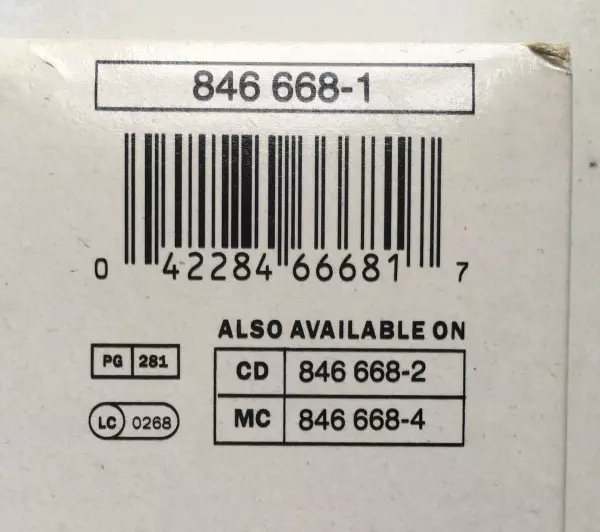 846 668-1
0 42284 66681 7
ALSO AVAILABLE ON
PG 281
CD 846 668-2
LC 0268
MC 846 668-4